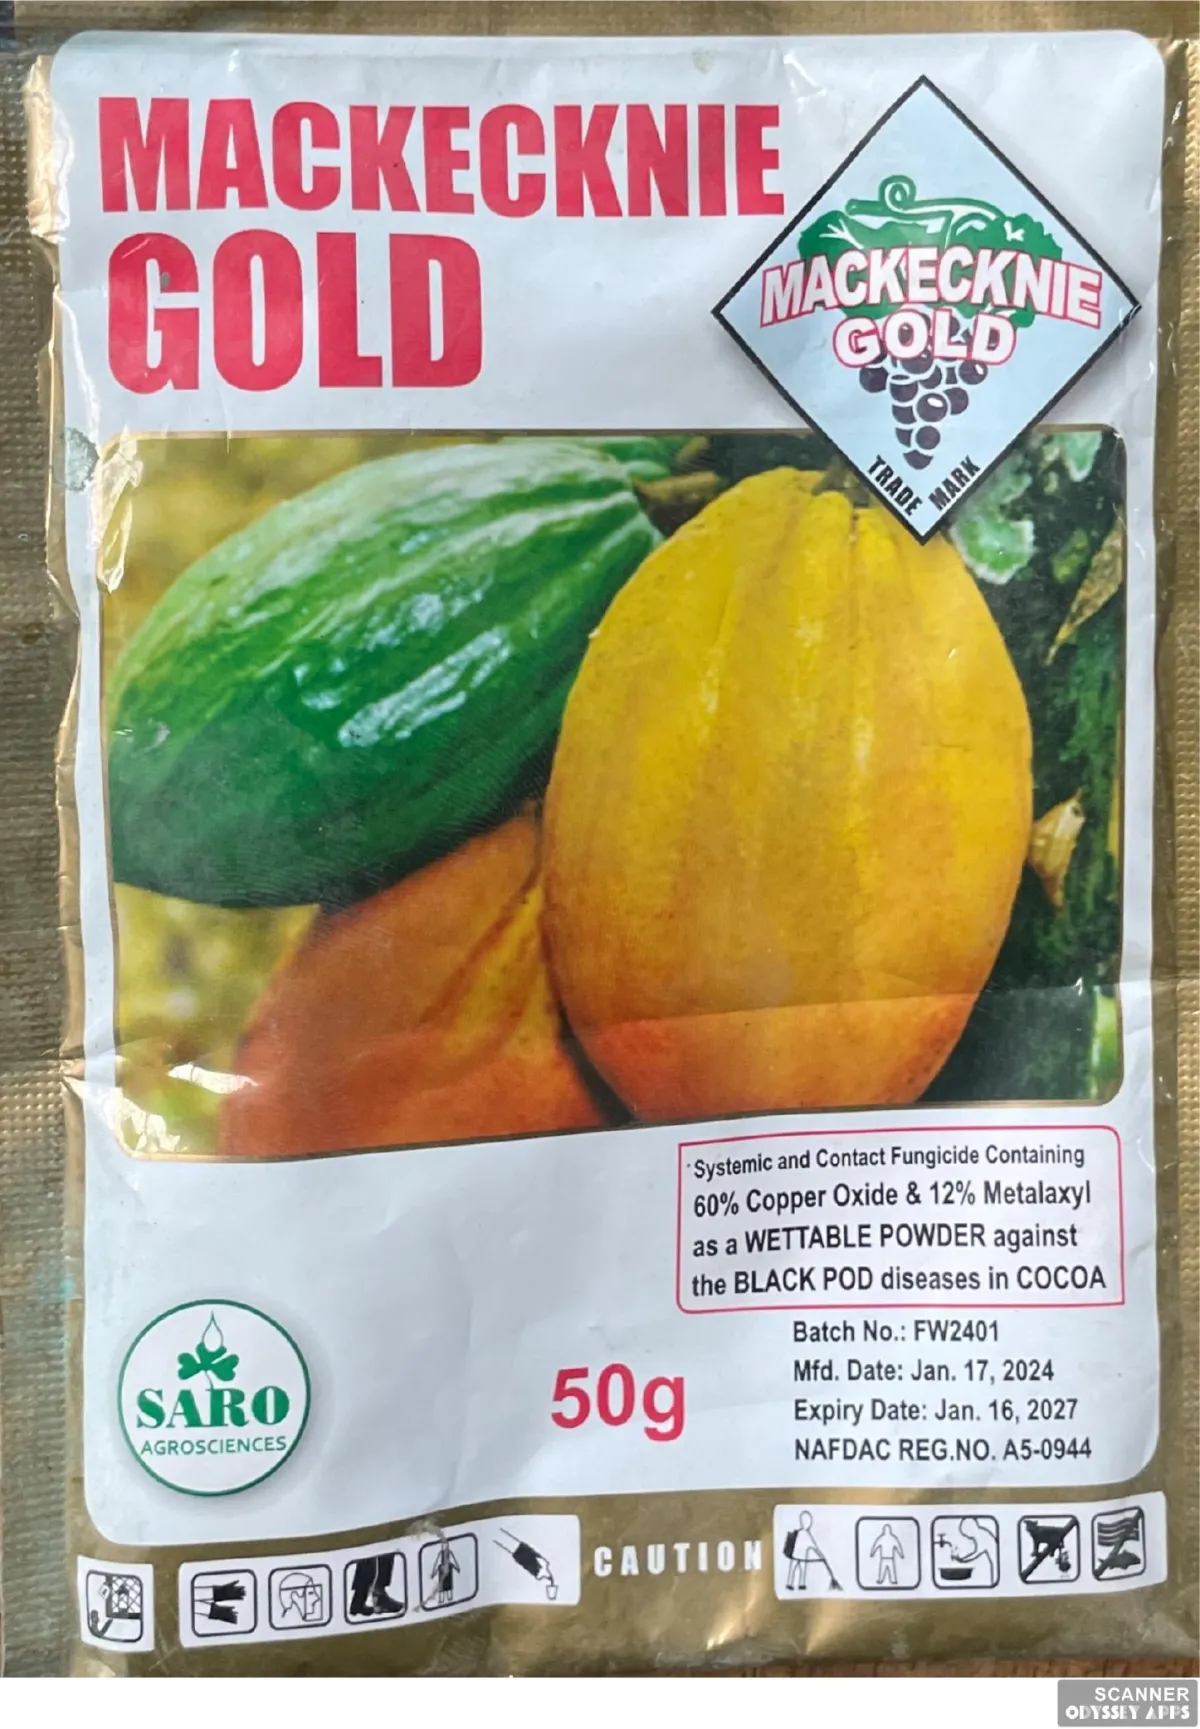 MACKECKNIE
GOLD
MACKECKNIE
GOLD
TRADE MARK
Systemic and Contact Fungicide Containing
60% Copper Oxide & 12% Metalaxyl
as a WETTABLE POWDER against
the BLACK POD diseases in COCOA
Batch No.: FW2401
Mfd. Date: Jan. 17, 2024
Expiry Date: Jan. 16, 2027
NAFDAC REG.NO. A5-0944
50g
SARO
AGROSCIENCES
CAUTION
SCANNER
ODYSSEY APPS